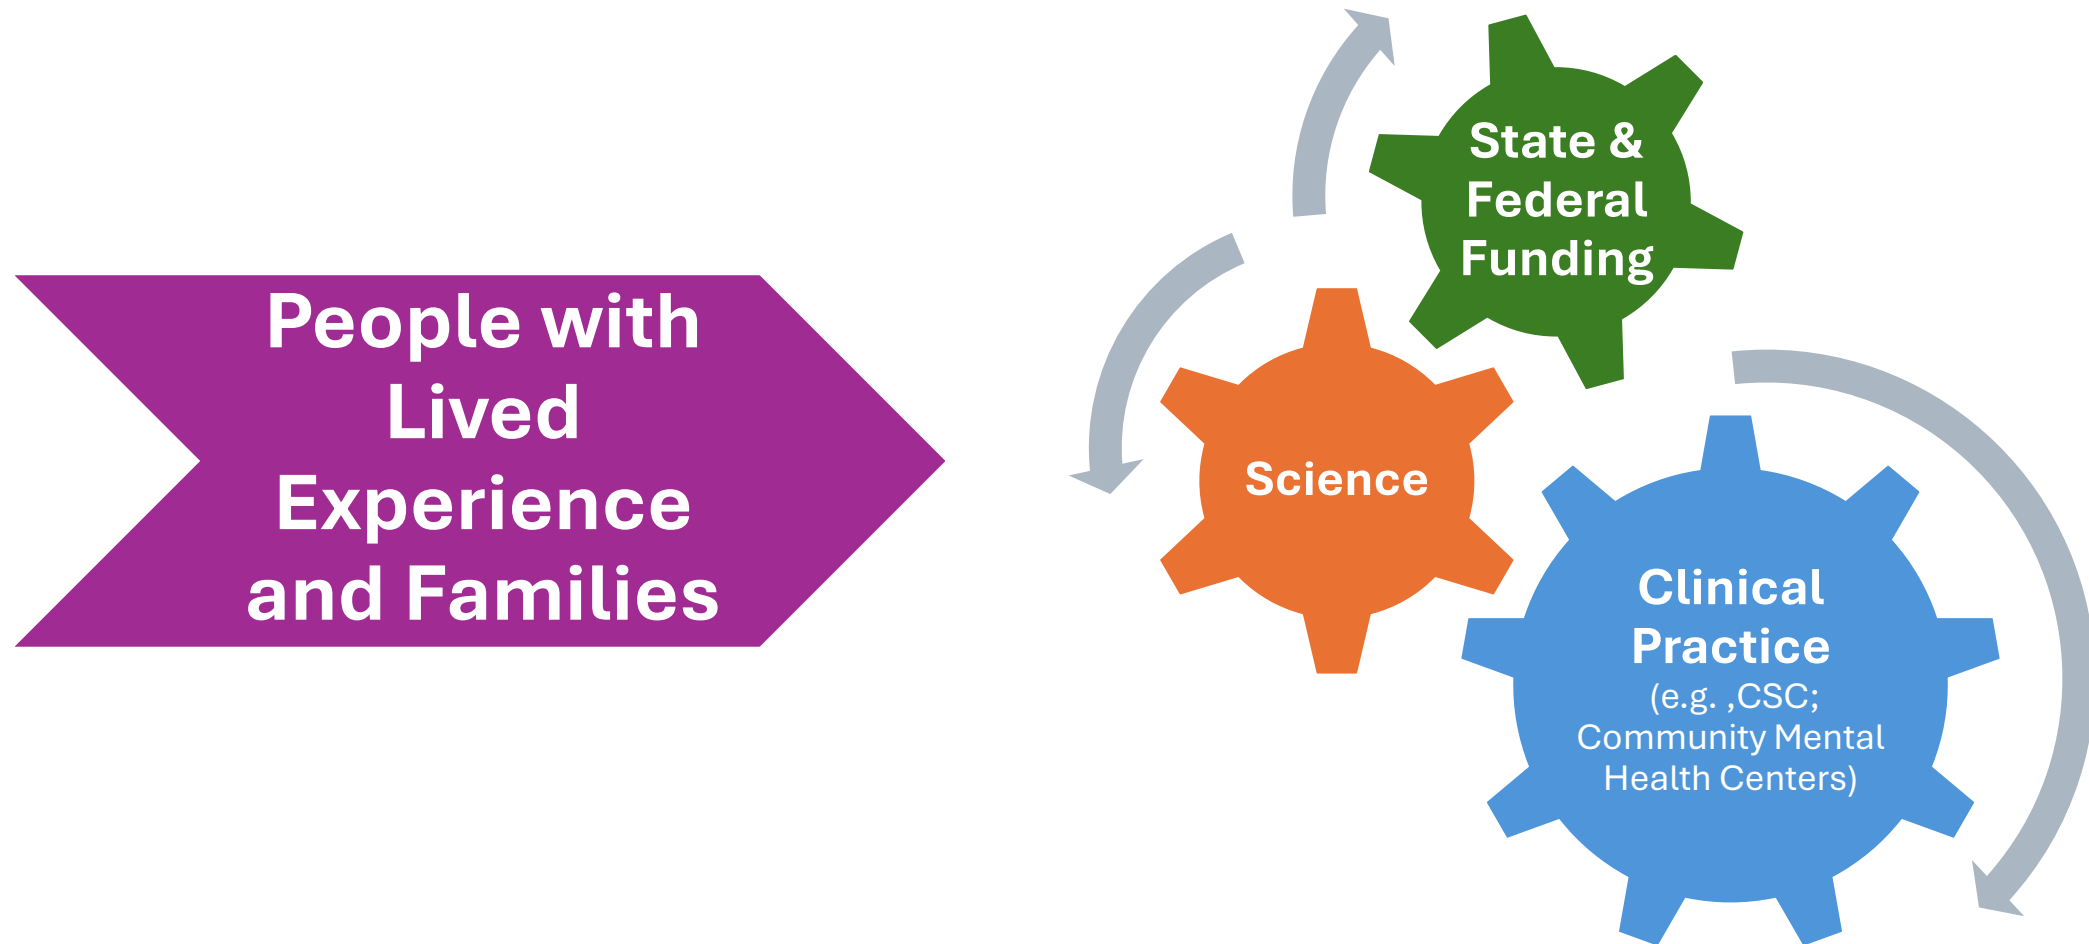 People with
Lived
Experience
and Families
State &
Federal
Funding
Science
Clinical
Practice
(e.g. ,CSC;
Community Mental
Health Centers)